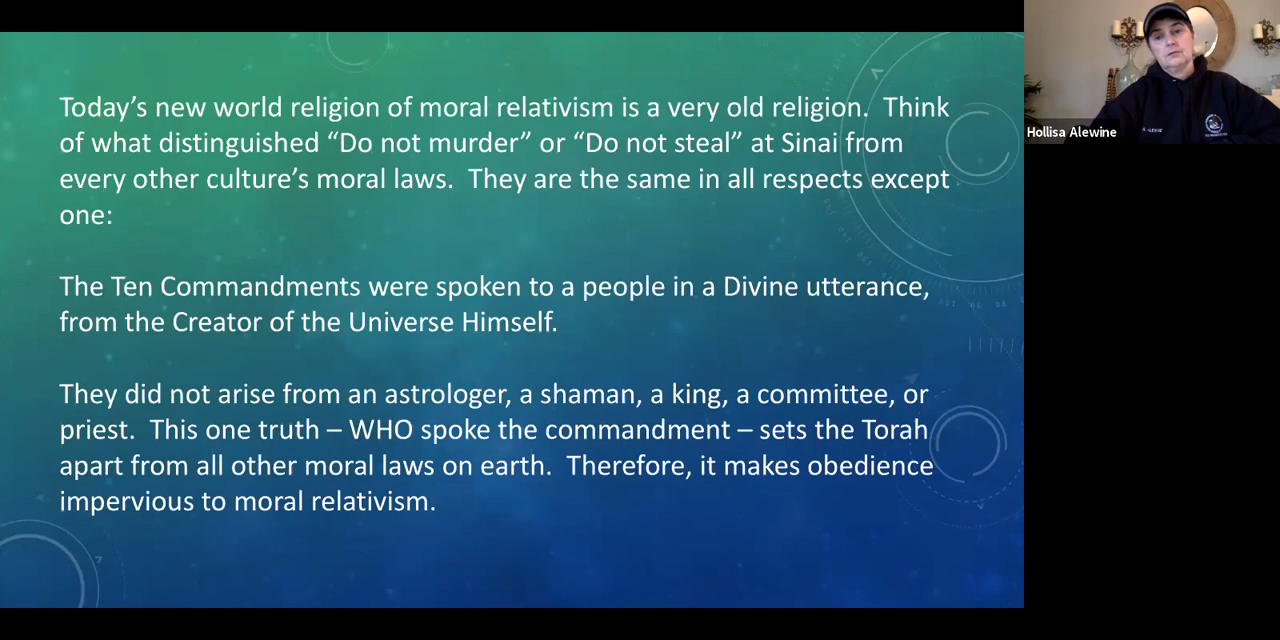 Today’s new world religion of moral relativism is a very old religion.  Think
of what distinguished “Do not murder” or “Do not steal” at Sinai from
every other culture’s moral laws.  They are the same in all respects except
one:
The Ten Commandments were spoken to a people in a Divine utterance,
from the Creator of the Universe Himself.
They did not arise from an astrologer, a shaman, a king, a committee, or
priest.  This one truth – WHO spoke the commandment – sets the Torah
apart from all other moral laws on earth.  Therefore, it makes obedience
impervious to moral relativism.
Hollisa Alewine